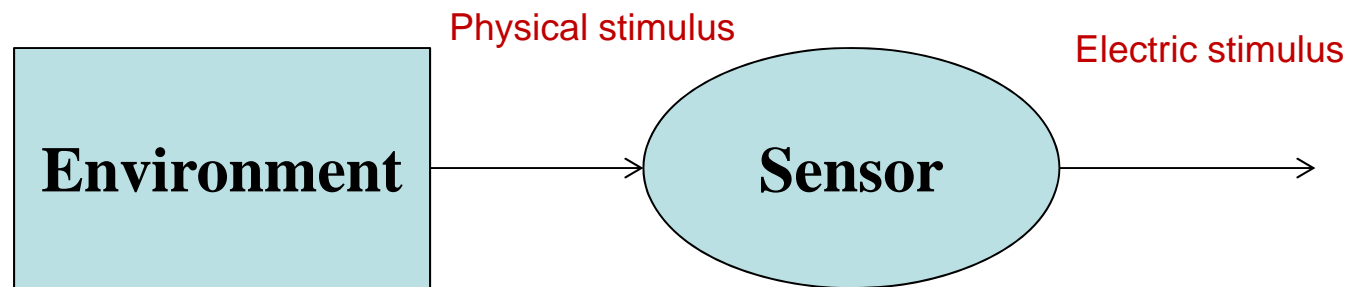 Physical stimulus
Electric stimulus
Environment
Sensor